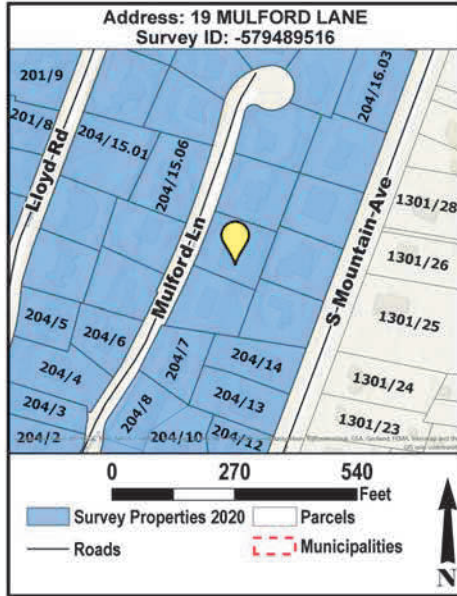 Address: 19 MULFORD LANE
Survey ID: -579489516
201/9
204/16.03
201/8
204/15.01
204/15.06
Lloyd-Rd
Mulford-Ln
S-Mountain-Ave
1301/28
1301/26
1301/25
204/5
204/6
204/7
204/14
204/4
1301/24
204/13
204/3
204/8
1301/23
204/2
204/10
204/12
0 270 540
Feet
Survey Properties 2020
Parcels
Roads
Municipalities
N